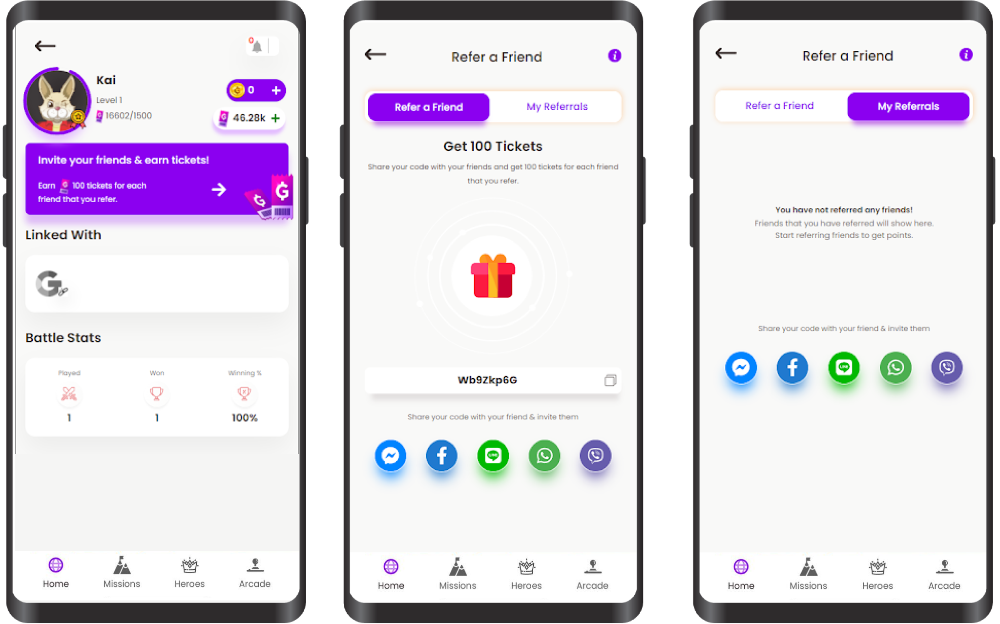 0
Kai
Level 1
16602/1500
0
46.28k
Invite your friends & earn tickets!
Earn 100 tickets for each
friend that you refer.
Linked With
Battle Stats
Played
Won
Winning %
1
1
100%
Home
Missions
Heroes
Arcade
Refer a Friend
Refer a Friend
My Referrals
Get 100 Tickets
Share your code with your friends and get 100 tickets for each friend
that you refer.
Wb9Zkp6G
Share your code with your friend & invite them
LINE
Home
Missions
Heroes
Arcade
Refer a Friend
Refer a Friend
My Referrals
You have not referred any friends!
Friends that you have referred will show here.
Start referring friends to get points.
Share your code with your friend & invite them
LINE
Home
Missions
Heroes
Arcade